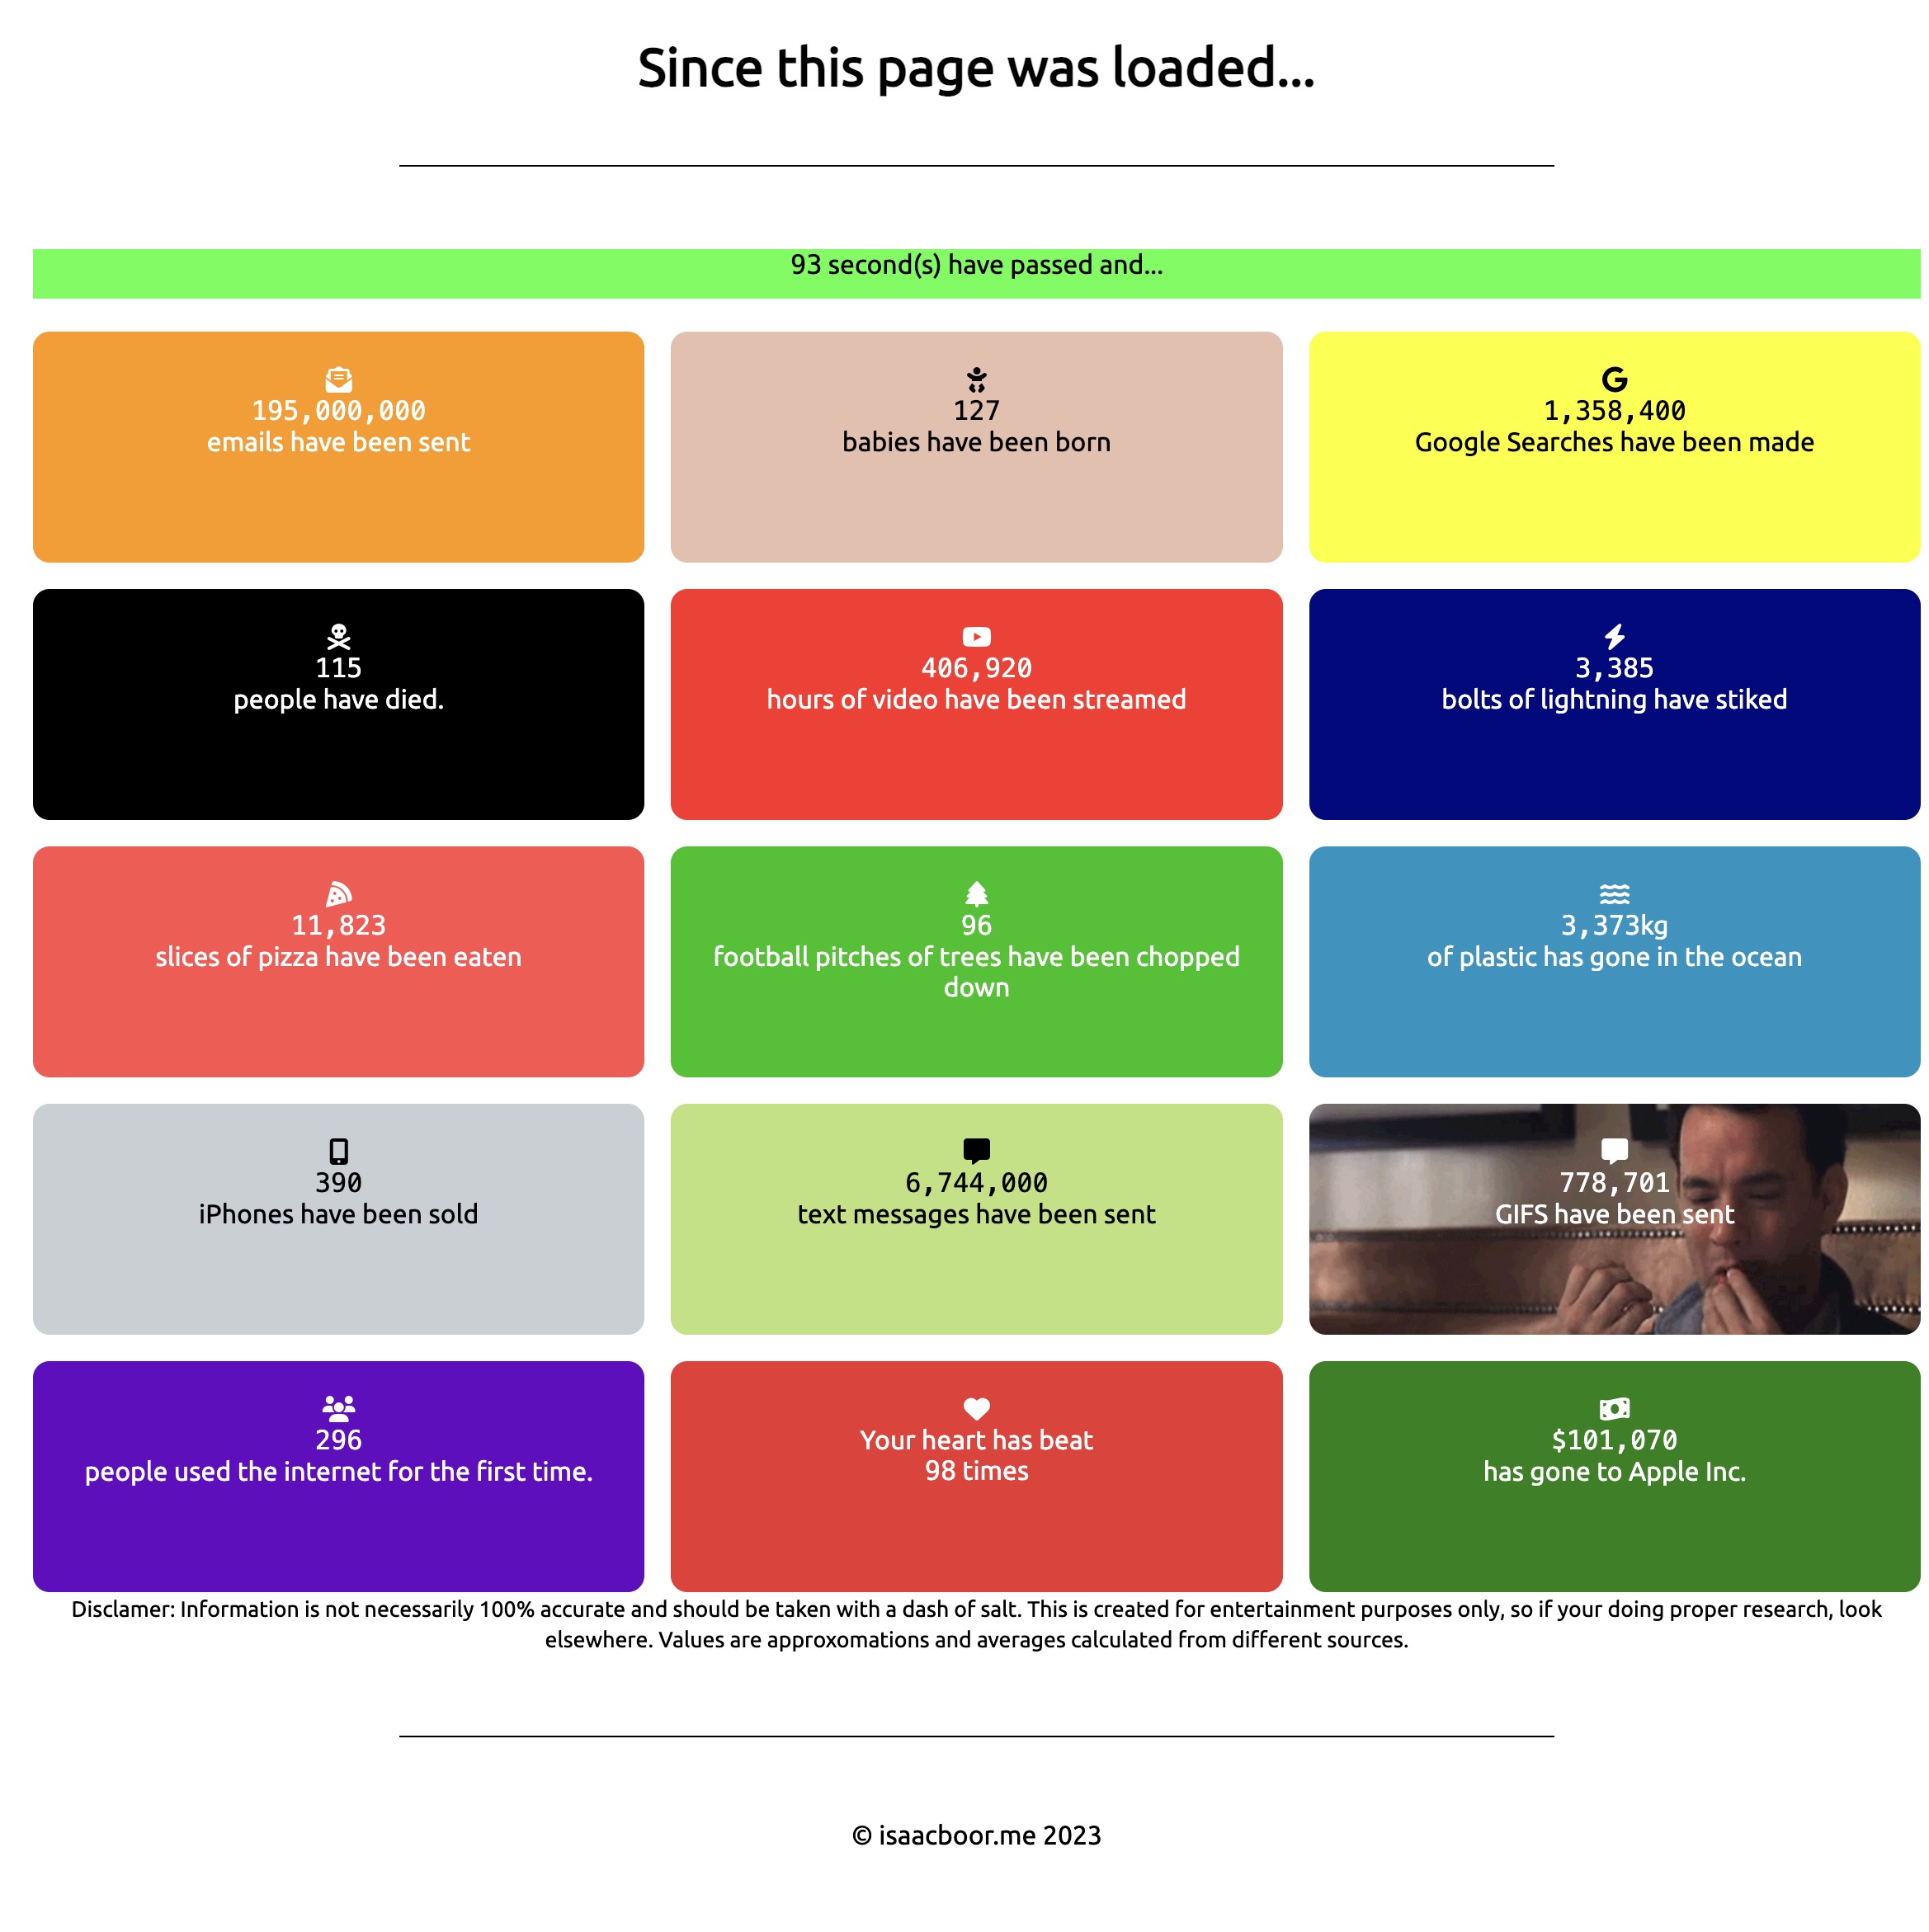 Since this page was loaded...
93 second(s) have passed and...
195,000,000
emails have been sent
127
babies have been born
1,358,400
Google Searches have been made
115
people have died.
406,920
hours of video have been streamed
3,385
bolts of lightning have stiked
11,823
slices of pizza have been eaten
96
football pitches of trees have been chopped
down
3,373kg
of plastic has gone in the ocean
390
iPhones have been sold
6,744,000
text messages have been sent
778,701
GIFS have been sent
296
people used the internet for the first time.
Your heart has beat
98 times
$101,070
has gone to Apple Inc.
Disclamer: Information is not necessarily 100% accurate and should be taken with a dash of salt. This is created for entertainment purposes only, so if your doing proper research, look
elsewhere. Values are approxomations and averages calculated from different sources.
© isaacboor.me 2023